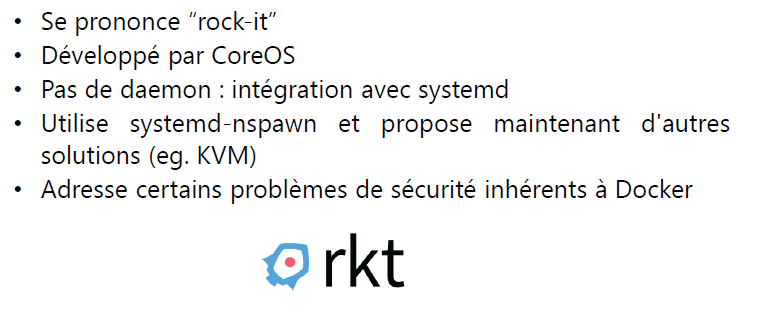 • Se prononce “rock-it”
• Développé par CoreOS
• Pas de daemon : intégration avec systemd
• Utilise systemd-nspawn et propose maintenant d'autres
solutions (eg. KVM)
• Adresse certains problèmes de sécurité inhérents à Docker
rkt